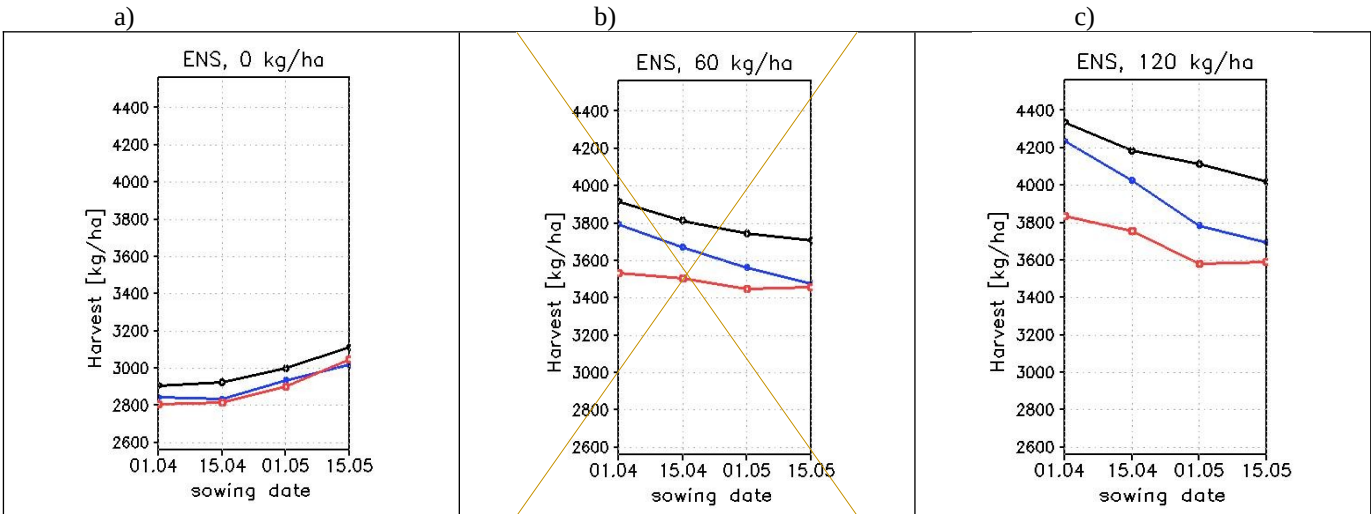 a) b) c)
ENS, 0 kg/ha
4400
4200
4000
3800
3600
3400
3200
3000
2800
2600
Harvest [kg/ha]
01.04 15.04 01.05 15.05
sowing date
ENS, 60 kg/ha
4400
4200
4000
3800
3600
3400
3200
3000
2800
2600
Harvest [kg/ha]
01.04 15.04 01.05 15.05
sowing date
ENS, 120 kg/ha
4400
4200
4000
3800
3600
3400
3200
3000
2800
2600
Harvest [kg/ha]
01.04 15.04 01.05 15.05
sowing date